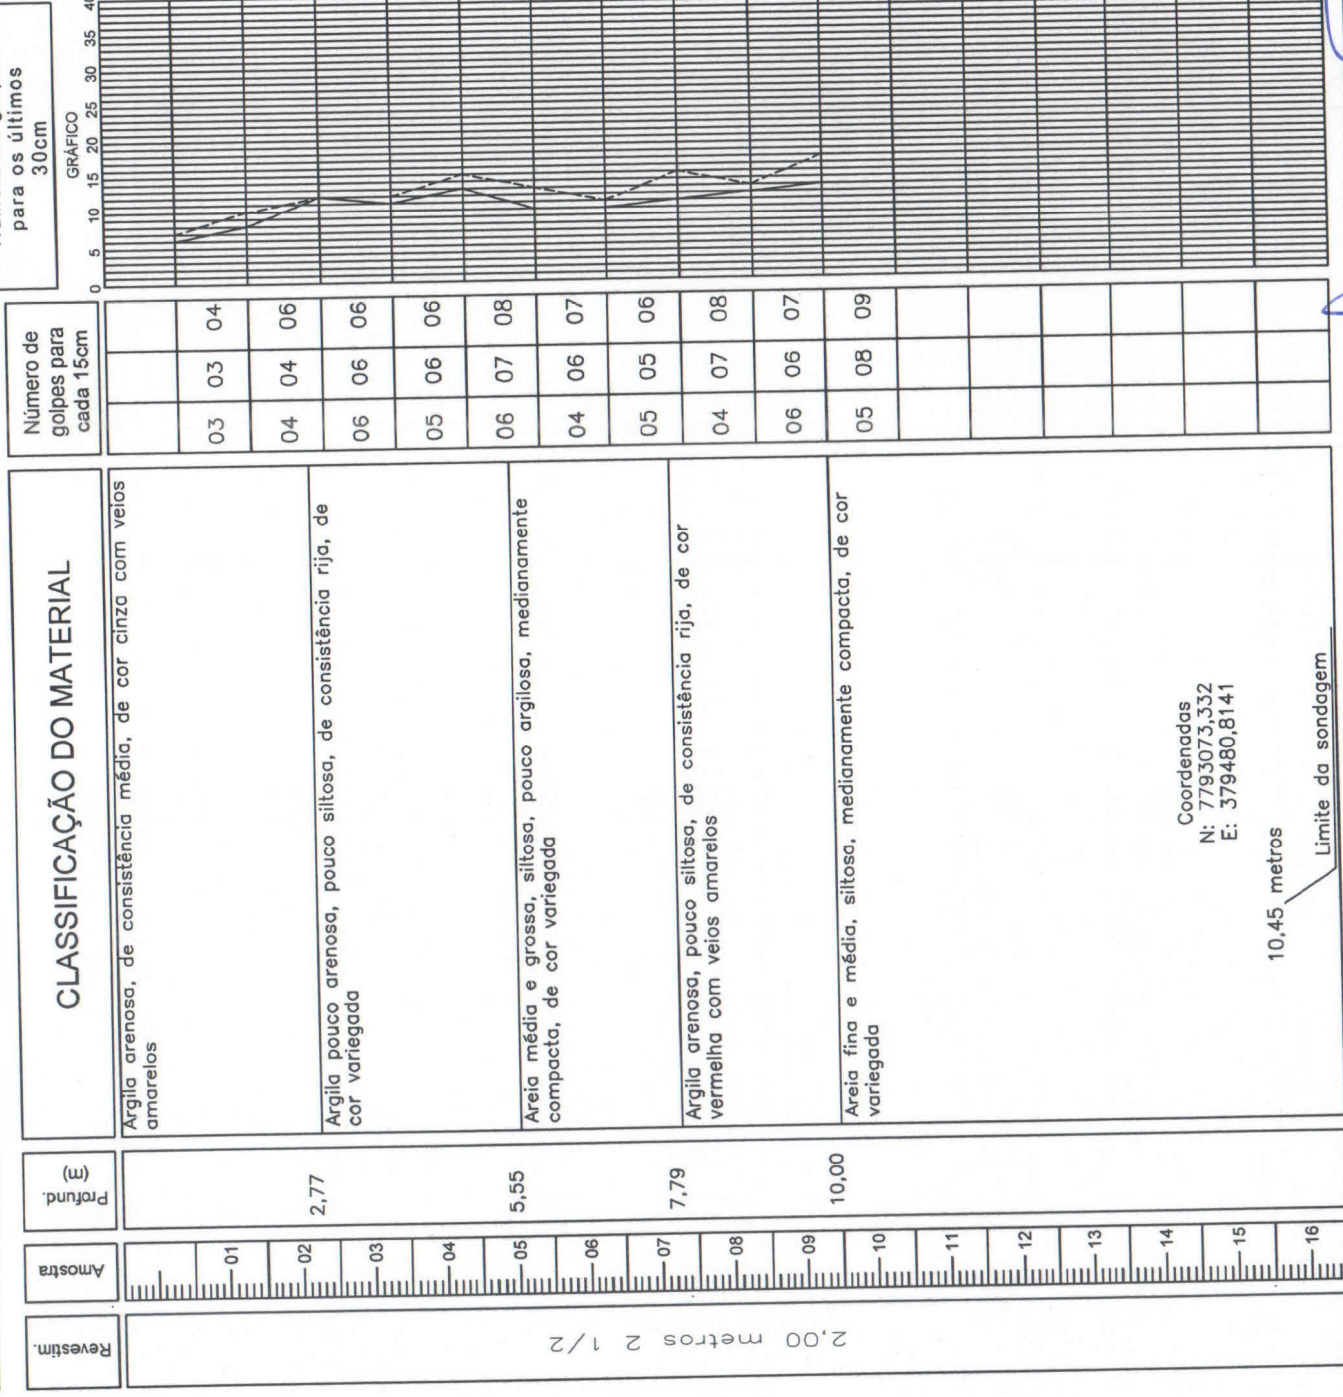 Revestim.
Amostra
Profund.
(m)
CLASSIFICAÇÃO DO MATERIAL
Número de
golpes para
cada 15cm
para os últimos
30cm
GRÁFICO
0 5 10 15 20 25 30 35 40
2,00 metros 2 1/2
01
02
03
04
05
06
07
08
09
10
11
12
13
14
15
16
2,77
5,55
7,79
10,00
Argila arenosa, de consistência média, de cor cinza com veios
amarelos
Argila pouco arenosa, pouco siltosa, de consistência rija, de
cor variegada
Areia média e grossa, siltosa, pouco argilosa, medianamente
compacta, de cor variegada
Argila arenosa, pouco siltosa, de consistência rija, de cor
vermelha com veios amarelos
Areia fina e média, siltosa, medianamente compacta, de cor
variegada
Coordenadas
N: 7793073,332
E: 379480,8141
10,45 metros
Limite da sondagem
03 03 04
04 04 06
06 06 06
05 06 06
06 07 08
04 06 07
05 05 06
04 07 08
06 06 07
05 08 09